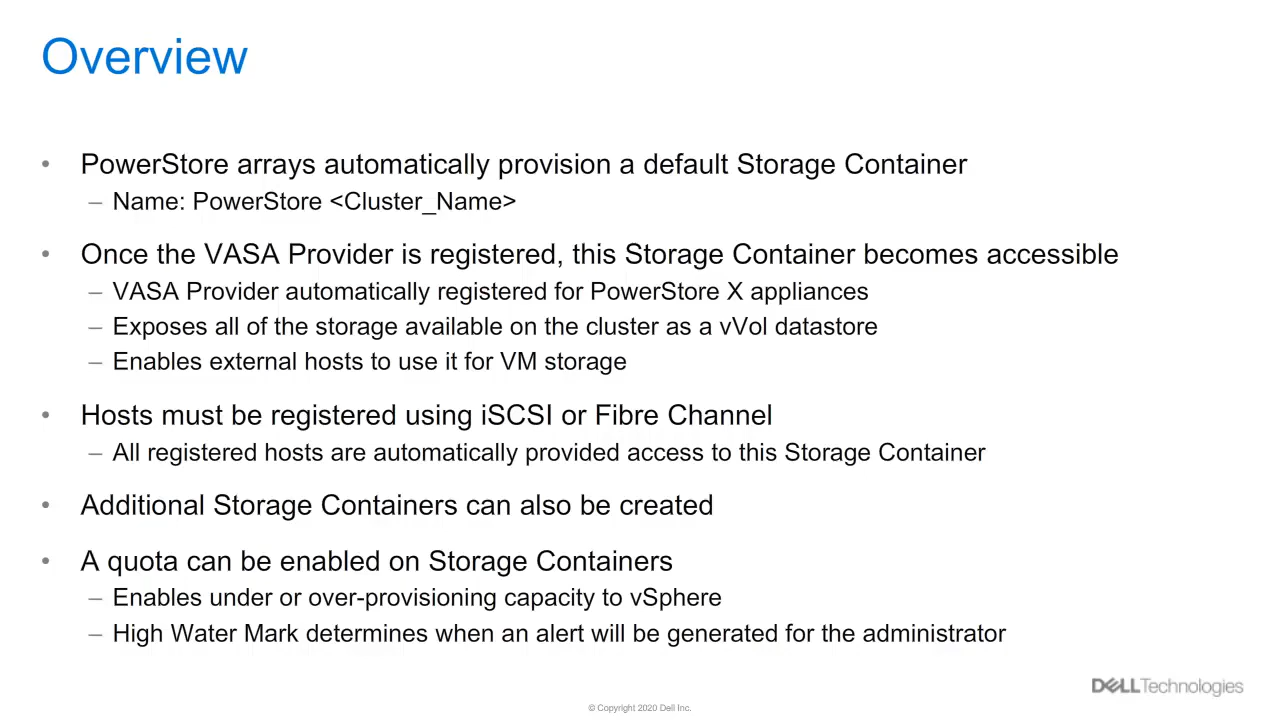 Overview
• PowerStore arrays automatically provision a default Storage Container
– Name: PowerStore <Cluster_Name>
• Once the VASA Provider is registered, this Storage Container becomes accessible
– VASA Provider automatically registered for PowerStore X appliances
– Exposes all of the storage available on the cluster as a vVol datastore
– Enables external hosts to use it for VM storage
• Hosts must be registered using iSCSI or Fibre Channel
– All registered hosts are automatically provided access to this Storage Container
• Additional Storage Containers can also be created
• A quota can be enabled on Storage Containers
– Enables under or over-provisioning capacity to vSphere
– High Water Mark determines when an alert will be generated for the administrator
DELLTechnologies
© Copyright 2020 Dell Inc.